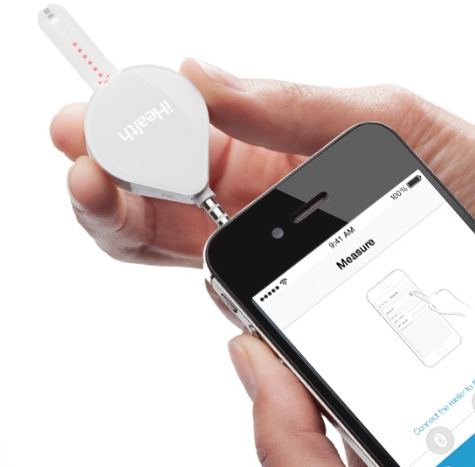 iHealth
9:41 AM
100%
Measure
Connect the meter to